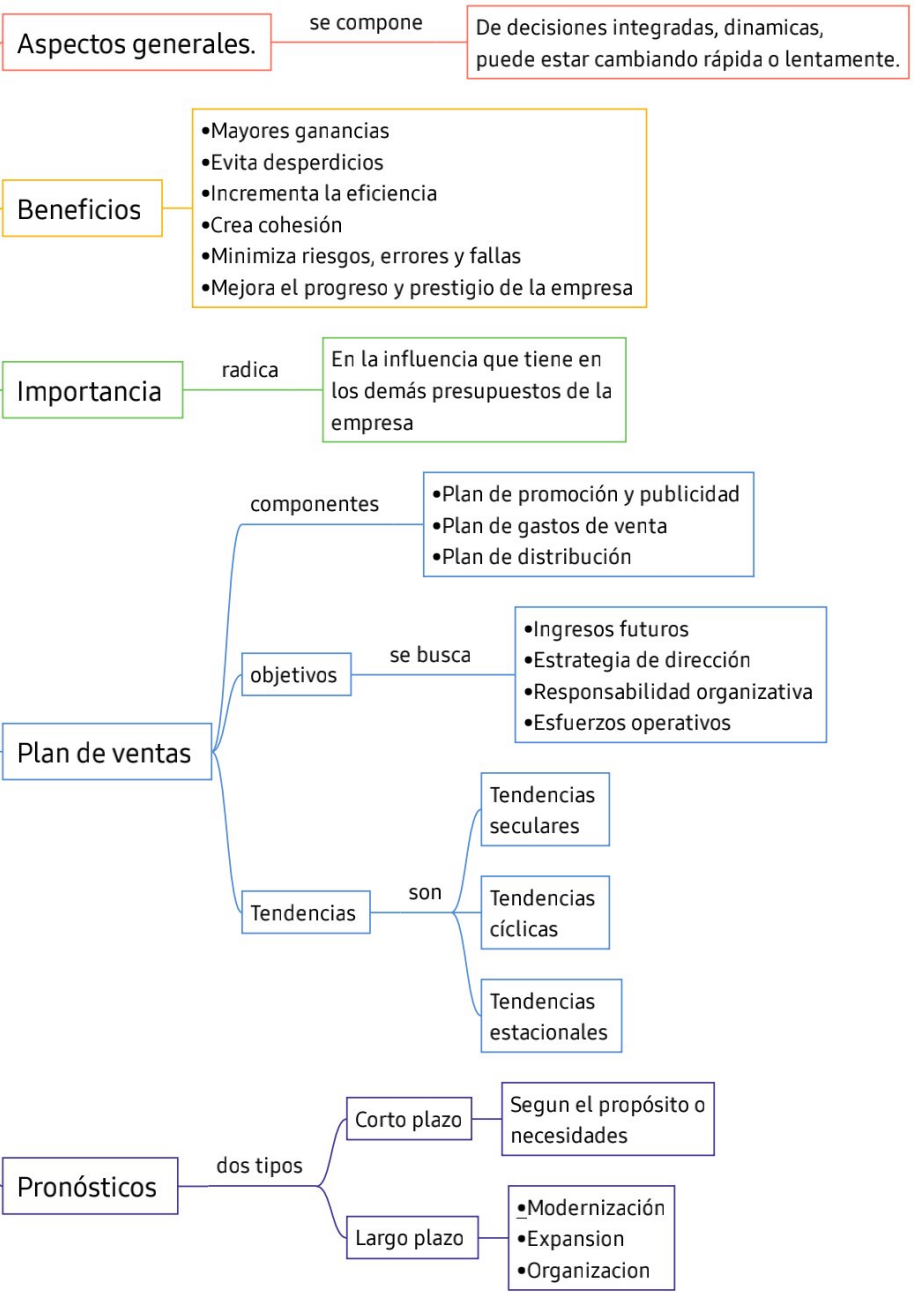 Aspectos generales.
se compone
De decisiones integradas, dinamicas,
puede estar cambiando rápida o lentamente.
Beneficios
•Mayores ganancias
•Evita desperdicios
•Incrementa la eficiencia
•Crea cohesión
•Minimiza riesgos, errores y fallas
•Mejora el progreso y prestigio de la empresa
Importancia
radica
En la influencia que tiene en
los demás presupuestos de la
empresa
Plan de ventas
componentes
•Plan de promoción y publicidad
•Plan de gastos de venta
•Plan de distribución
objetivos
se busca
•Ingresos futuros
•Estrategia de dirección
•Responsabilidad organizativa
•Esfuerzos operativos
Tendencias
son
Tendencias
seculares
Tendencias
cíclicas
Tendencias
estacionales
Pronósticos
dos tipos
Corto plazo
Segun el propósito o
necesidades
Largo plazo
•Modernización
•Expansion
•Organizacion